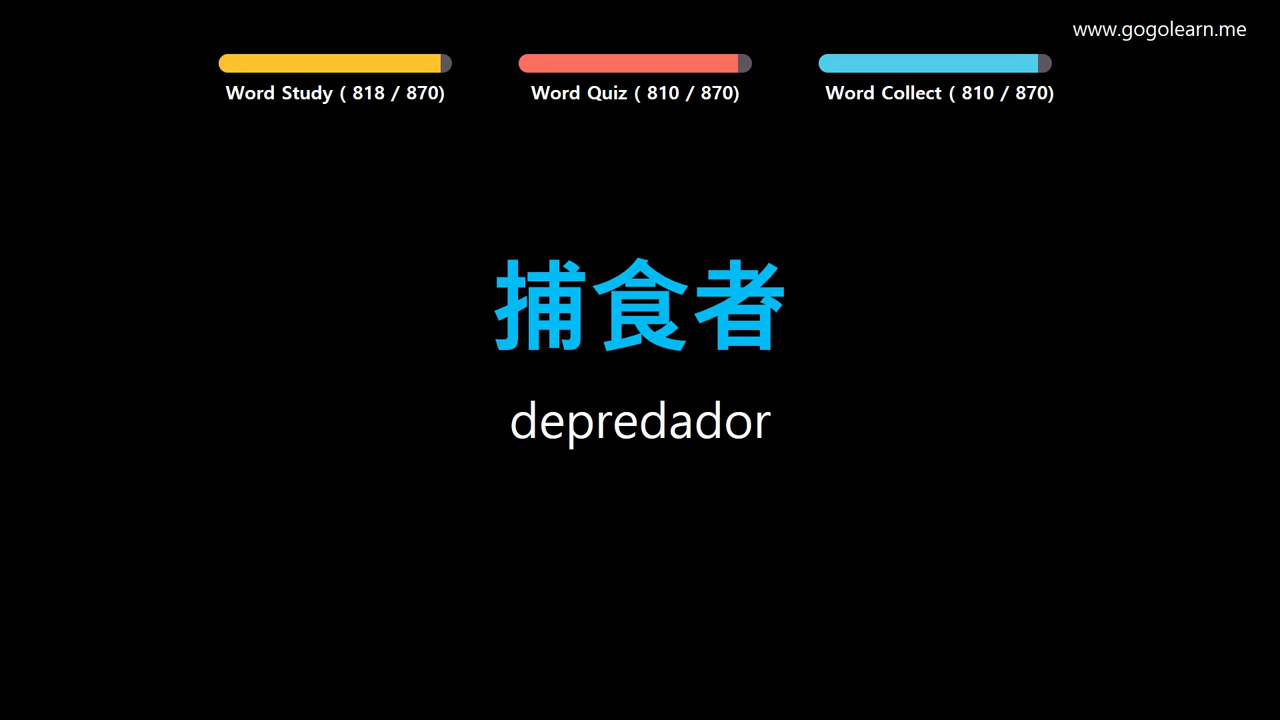 www.gogolearn.me
Word Study ( 818 / 870)
Word Quiz ( 810 / 870)
Word Collect ( 810 / 870)
捕食者
depredador